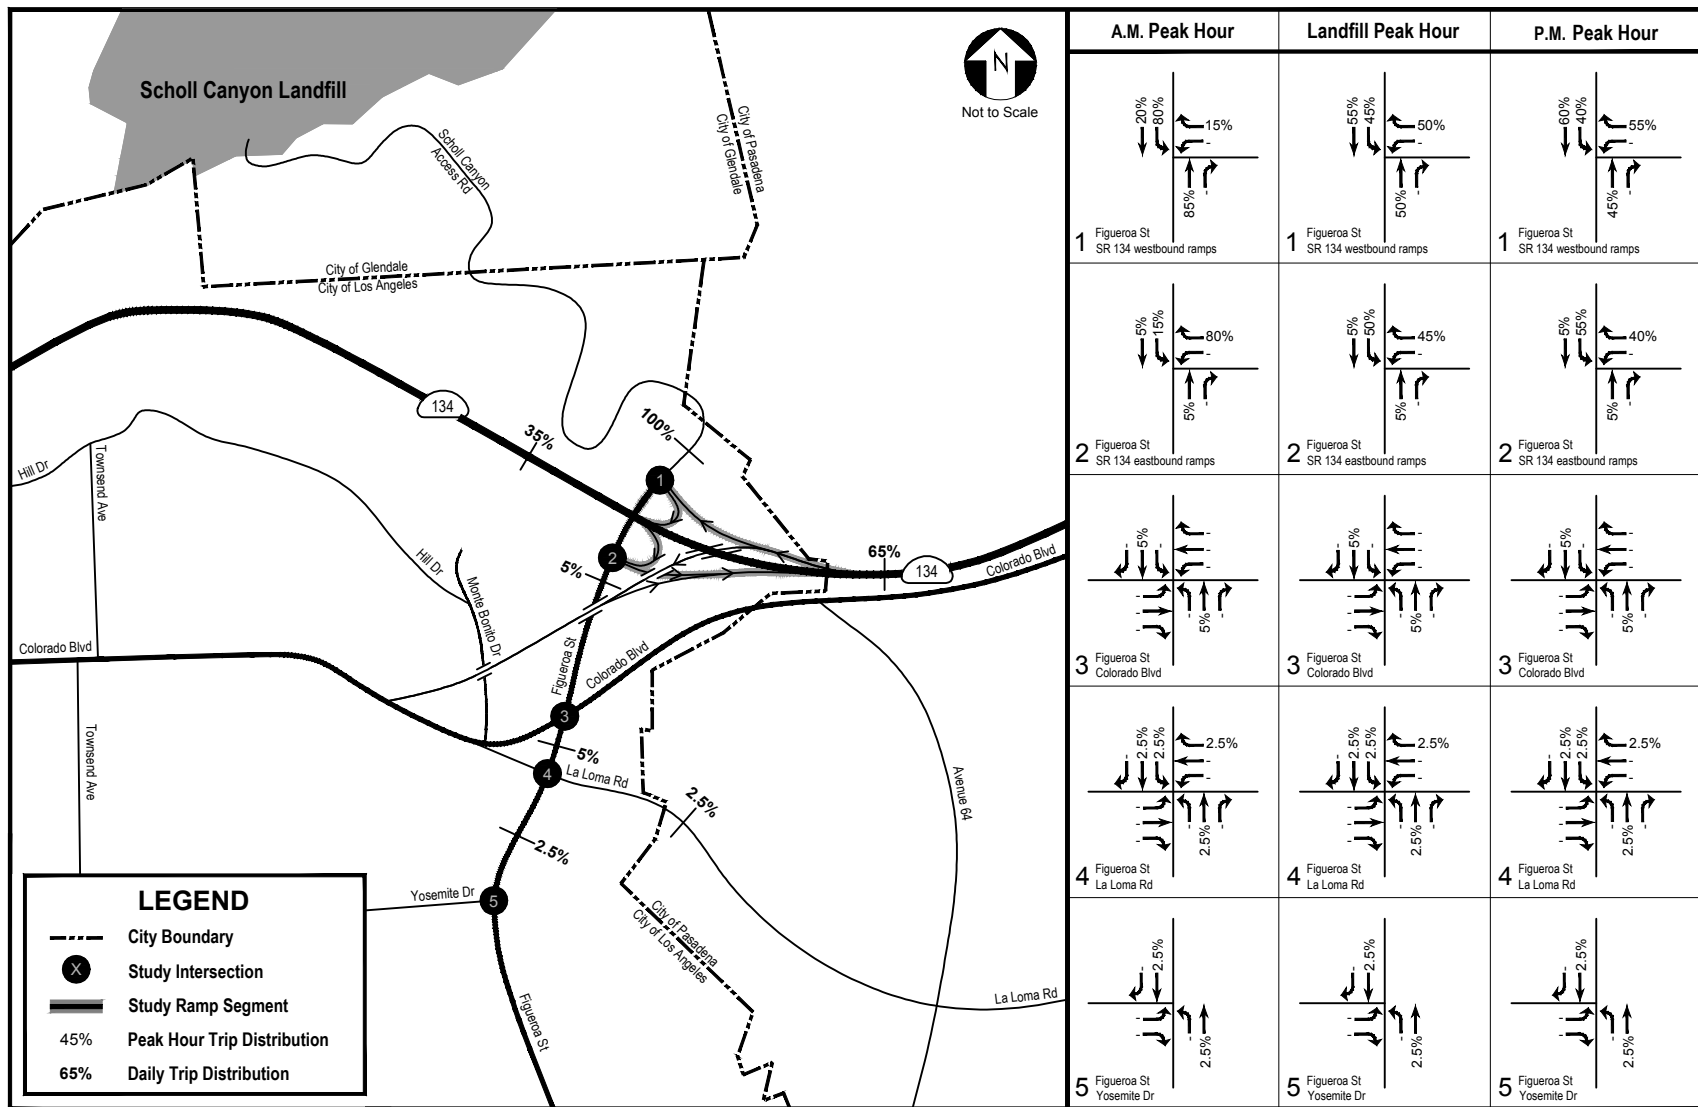 Scholl Canyon Landfill
N
Not to Scale
Scholl Canyon
Access Rd
City of Pasadena
City of Glendale
City of Glendale
City of Los Angeles
134
35%
100%
1
2
5%
65%
134
Colorado Blvd
Hill Dr
Townsend Ave
Hill Dr
Monte Bonito Dr
Colorado Blvd
Figueroa St
Colorado Blvd
3
5%
4
La Loma Rd
Townsend Ave
2.5%
2.5%
Avenue 64
Yosemite Dr
5
City of Pasadena
City of Los Angeles
La Loma Rd
Figueroa St
LEGEND
City Boundary
X
Study Intersection
Study Ramp Segment
45%
Peak Hour Trip Distribution
65%
Daily Trip Distribution
A.M. Peak Hour
Landfill Peak Hour
P.M. Peak Hour
20%
80%
15%
-
85%
-
1
Figueroa St
SR 134 westbound ramps
55%
45%
50%
-
50%
-
1
Figueroa St
SR 134 westbound ramps
60%
40%
55%
-
45%
-
1
Figueroa St
SR 134 westbound ramps
5%
15%
80%
-
5%
-
2
Figueroa St
SR 134 eastbound ramps
5%
50%
45%
-
5%
-
2
Figueroa St
SR 134 eastbound ramps
5%
55%
40%
-
5%
-
2
Figueroa St
SR 134 eastbound ramps
-
5%
-
-
-
-
-
-
-
-
5%
-
3
Figueroa St
Colorado Blvd
-
5%
-
-
-
-
-
-
-
-
5%
-
3
Figueroa St
Colorado Blvd
-
5%
-
-
-
-
-
-
-
-
5%
-
3
Figueroa St
Colorado Blvd
-
2.5%
2.5%
2.5%
-
-
-
-
-
-
2.5%
-
4
Figueroa St
La Loma Rd
-
2.5%
2.5%
2.5%
-
-
-
-
-
-
2.5%
-
4
Figueroa St
La Loma Rd
-
2.5%
2.5%
2.5%
-
-
-
-
-
-
2.5%
-
4
Figueroa St
La Loma Rd
-
2.5%
-
-
-
2.5%
5
Figueroa St
Yosemite Dr
-
2.5%
-
-
-
2.5%
5
Figueroa St
Yosemite Dr
-
2.5%
-
-
-
2.5%
5
Figueroa St
Yosemite Dr